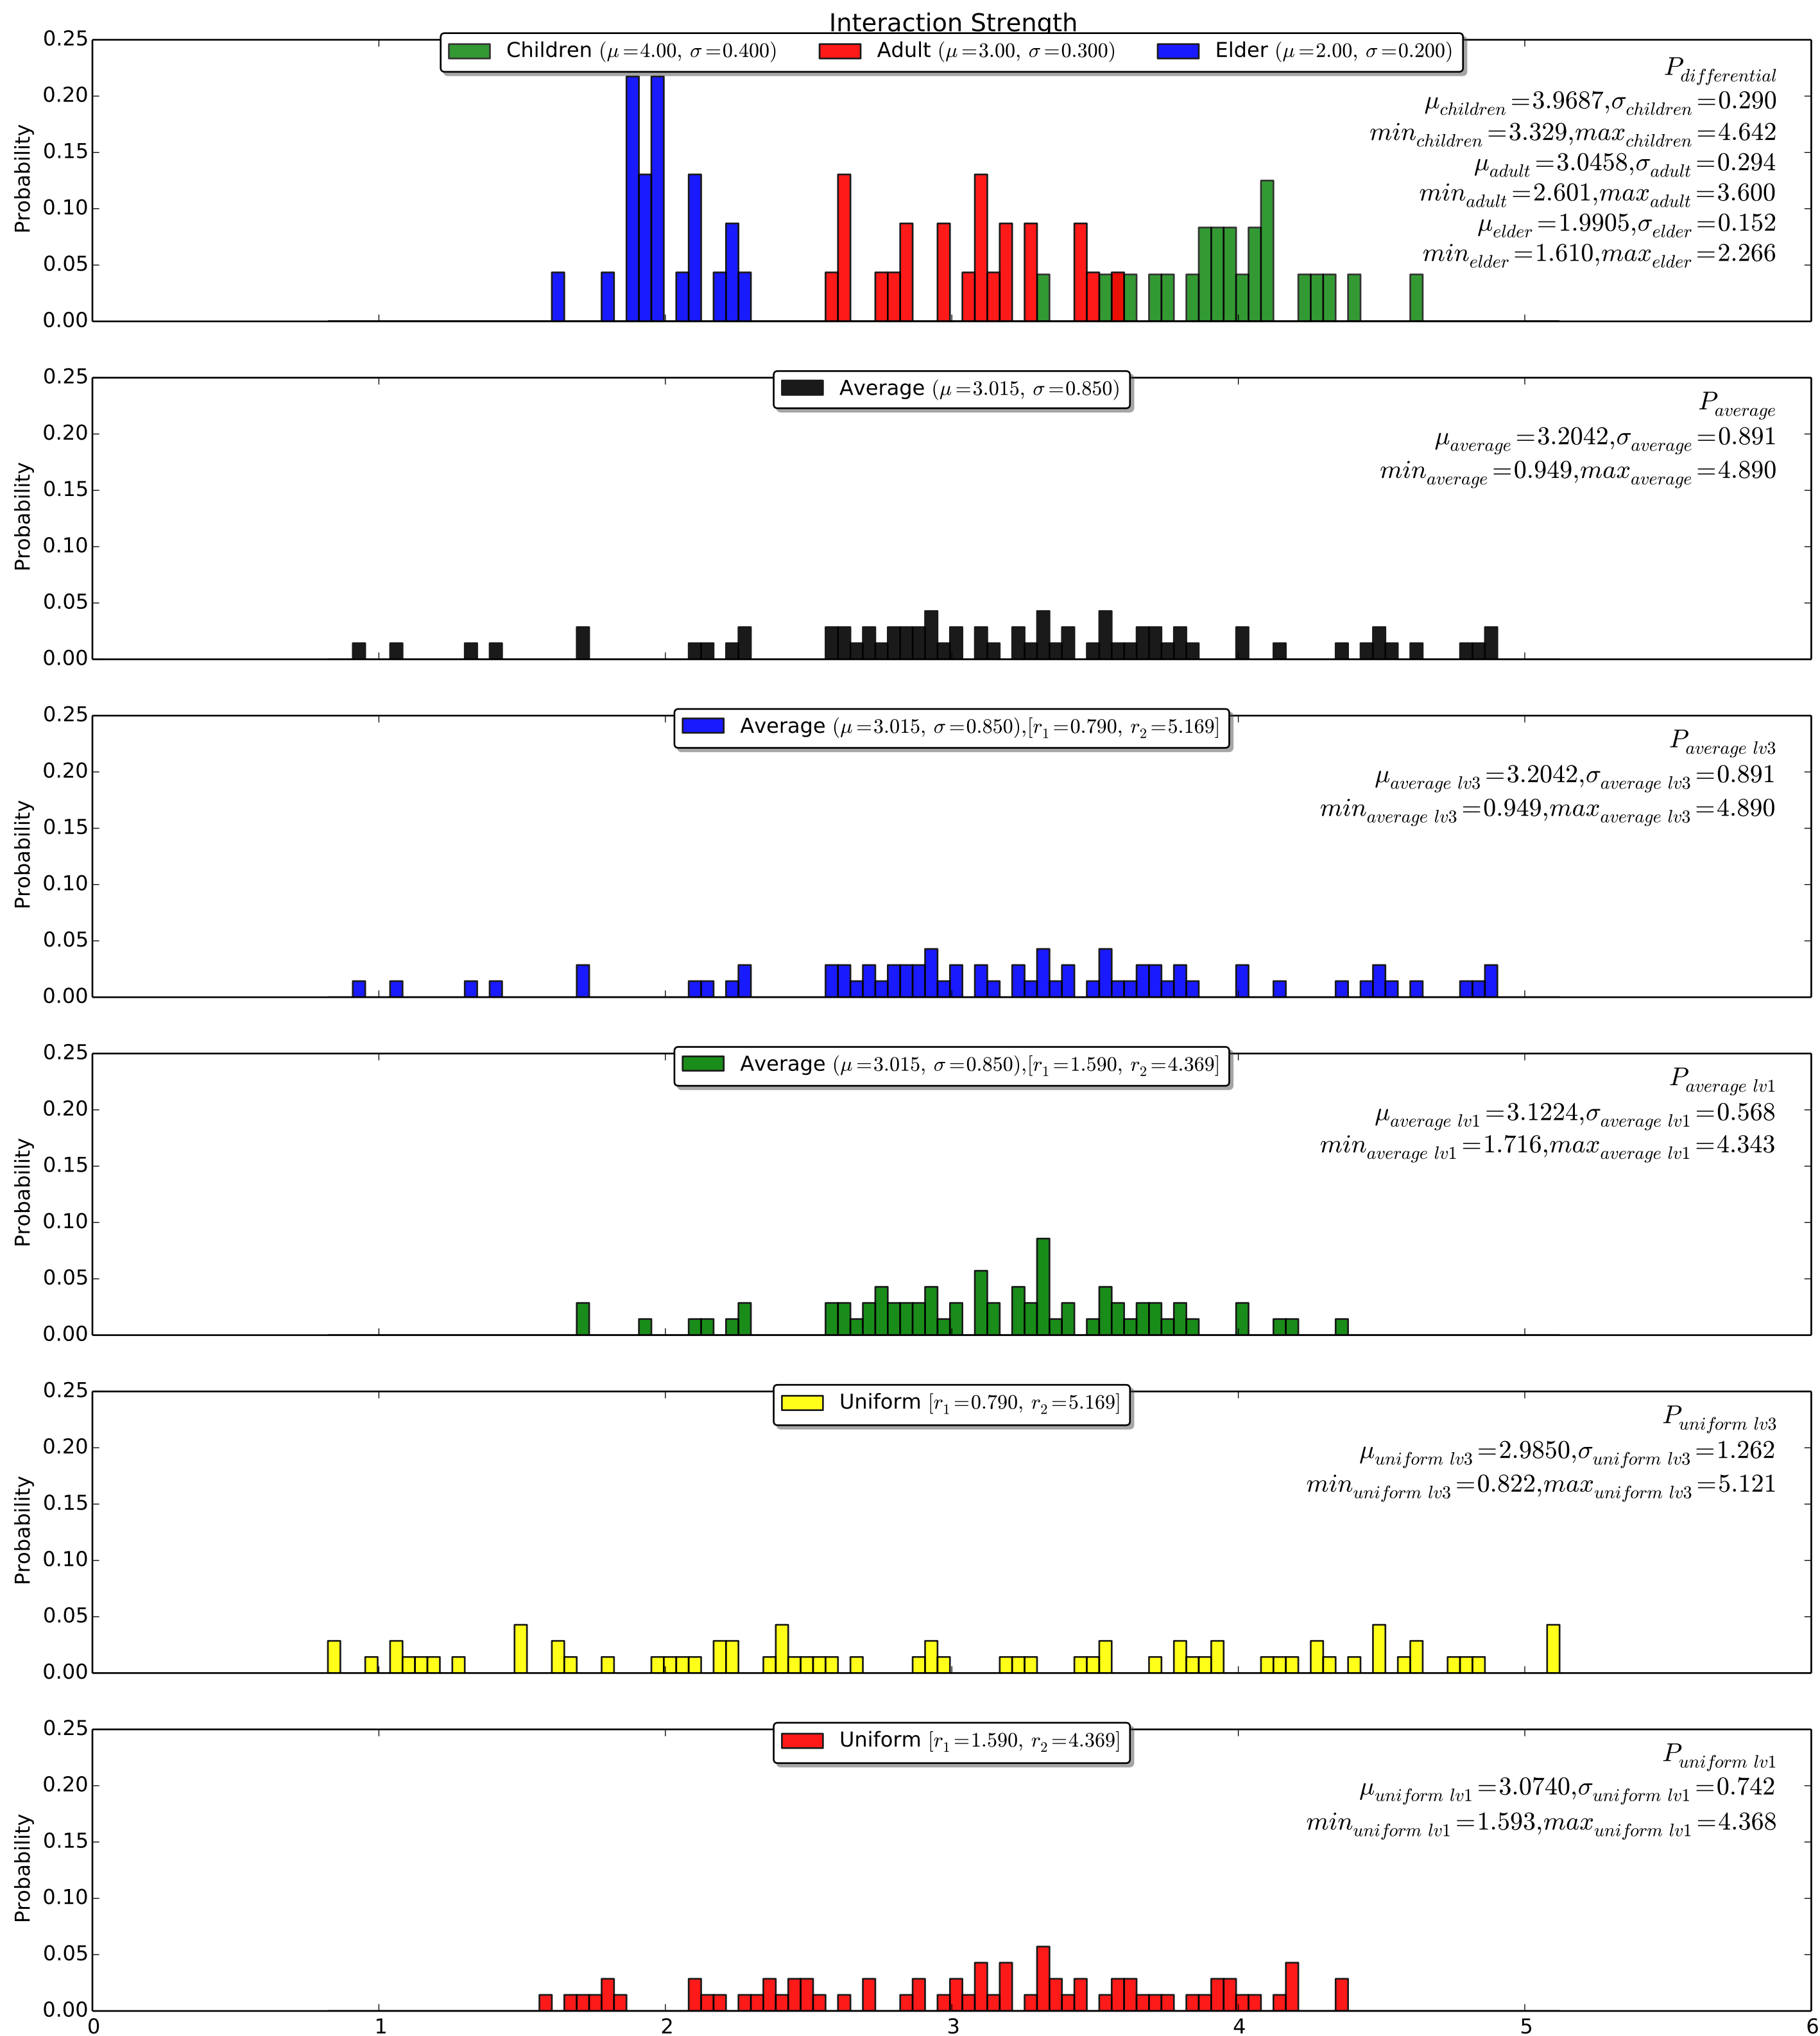 Interaction Strength
Children (μ=4.00, σ=0.400) Adult (μ=3.00, σ=0.300) Elder (μ=2.00, σ=0.200)
0.25
0.20
0.15
0.10
0.05
0.00
Probability
P_differential
μ_children=3.9687,σ_children=0.290
min_children=3.329,max_children=4.642
μ_adult=3.0458,σ_adult=0.294
min_adult=2.601,max_adult=3.600
μ_elder=1.9905,σ_elder=0.152
min_elder=1.610,max_elder=2.266
Average (μ=3.015, σ=0.850)
0.25
0.20
0.15
0.10
0.05
0.00
Probability
P_average
μ_average=3.2042,σ_average=0.891
min_average=0.949,max_average=4.890
Average (μ=3.015, σ=0.850),[r_1=0.790, r_2=5.169]
0.25
0.20
0.15
0.10
0.05
0.00
Probability
P_average lv3
μ_average lv3=3.2042,σ_average lv3=0.891
min_average lv3=0.949,max_average lv3=4.890
Average (μ=3.015, σ=0.850),[r_1=1.590, r_2=4.369]
0.25
0.20
0.15
0.10
0.05
0.00
Probability
P_average lv1
μ_average lv1=3.1224,σ_average lv1=0.568
min_average lv1=1.716,max_average lv1=4.343
Uniform [r_1=0.790, r_2=5.169]
0.25
0.20
0.15
0.10
0.05
0.00
Probability
P_uniform lv3
μ_uniform lv3=2.9850,σ_uniform lv3=1.262
min_uniform lv3=0.822,max_uniform lv3=5.121
Uniform [r_1=1.590, r_2=4.369]
0.25
0.20
0.15
0.10
0.05
0.00
Probability
P_uniform lv1
μ_uniform lv1=3.0740,σ_uniform lv1=0.742
min_uniform lv1=1.593,max_uniform lv1=4.368
0 1 2 3 4 5 6